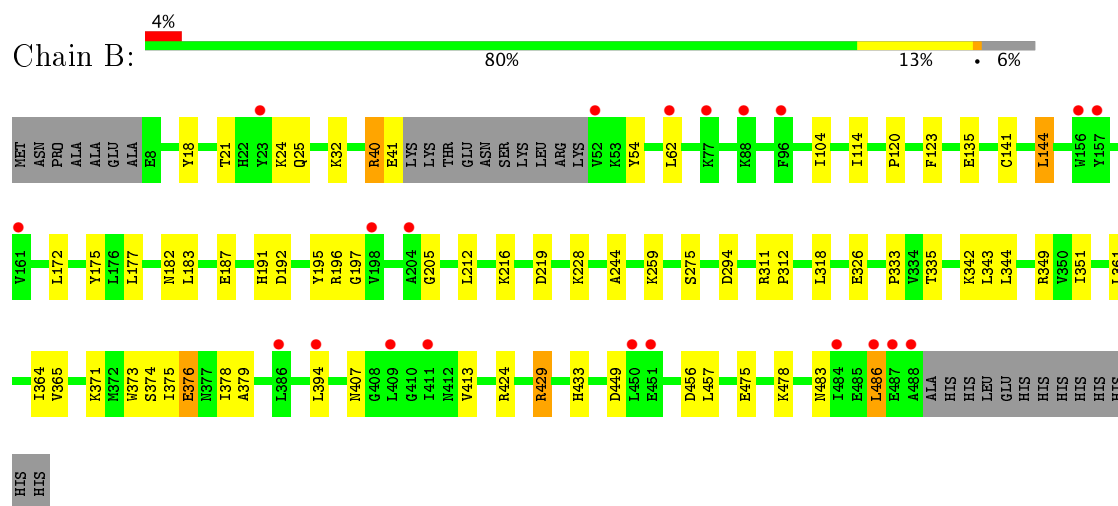 4%
Chain B:
80% 13% • 6%
MET ASN PRO ALA ALA GLU ALA E8 Y18 T21 H22 Y23 K24 Q25 K32 R40 E41 LYS LYS THR GLU ASN SER LYS LEU ARG LYS V52 K53 Y54 L62 K77 K88 F96 I104 I114 P120 F123 E135 C141 L144 W156 Y157
V161 L172 Y175 L176 L177 N182 L183 E187 H191 D192 Y195 R196 G197 V198 A204 G205 L212 K216 D219 K228 A244 K259 S275 D294 R311 P312 L318 E326 P333 V334 T335 K342 L343 L344 R349 V350 I351 L361
I364 V365 K371 M372 W373 S374 I375 E376 N377 I378 A379 L386 L394 N407 G408 L409 G410 I411 N412 V413 R424 R429 H433 D449 L450 E451 D456 L457 E475 K478 N483 I484 E485 L486 E487 A488 ALA HIS HIS LEU GLU HIS HIS HIS HIS HIS HIS HIS HIS
HIS HIS